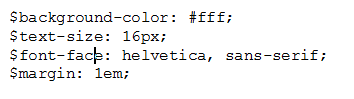 $background-color: #fff;
$text-size: 16px;
$font-face: helvetica, sans-serif;
$margin: 1em;